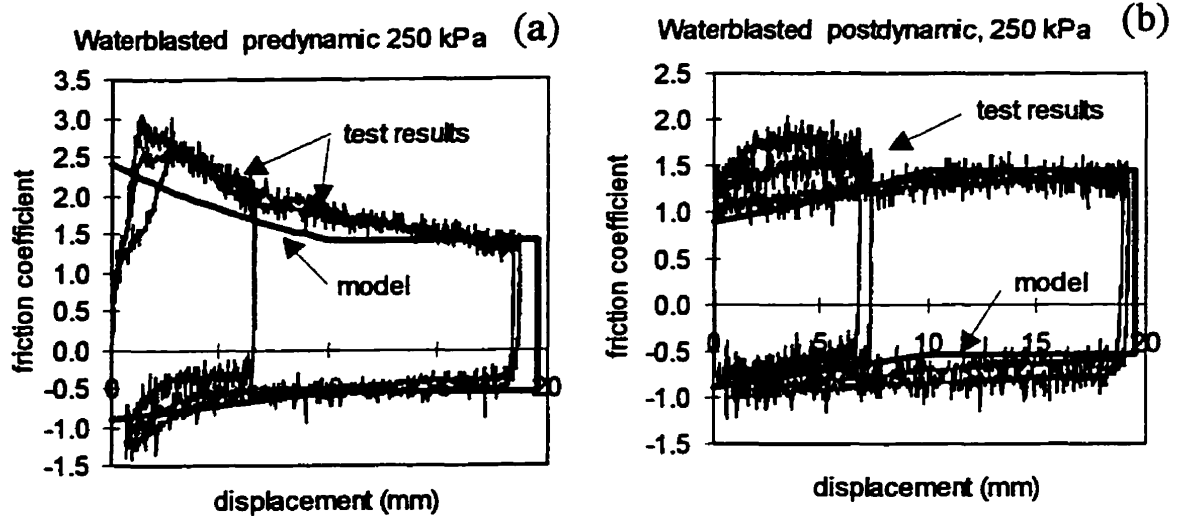 Waterblasted predynamic 250 kPa (a)
3.5
3.0
2.5
2.0
1.5
1.0
0.5
0.0
-0.5
-1.0
-1.5
friction coefficient
test results
model
0
20
displacement (mm)
Waterblasted postdynamic, 250 kPa (b)
2.5
2.0
1.5
1.0
0.5
0.0
-0.5
-1.0
-1.5
friction coefficient
test results
model
0
5
10
15
20
displacement (mm)